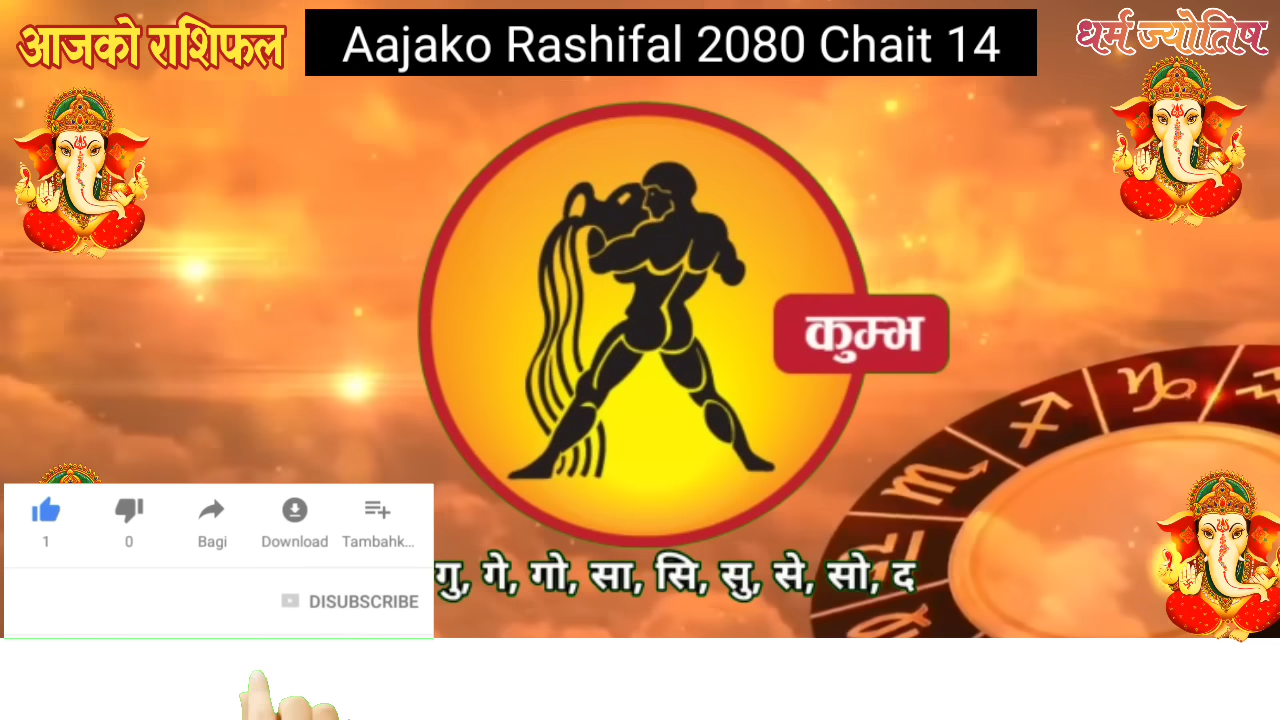 आजको राशिफल
Aajako Rashifal 2080 Chait 14
धर्म ज्योतिष
कुम्भ
गु, गे, गो, सा, सि, सु, से, सो, द
1
0
Bagi
Download
Tambahk...
DISUBSCRIBE